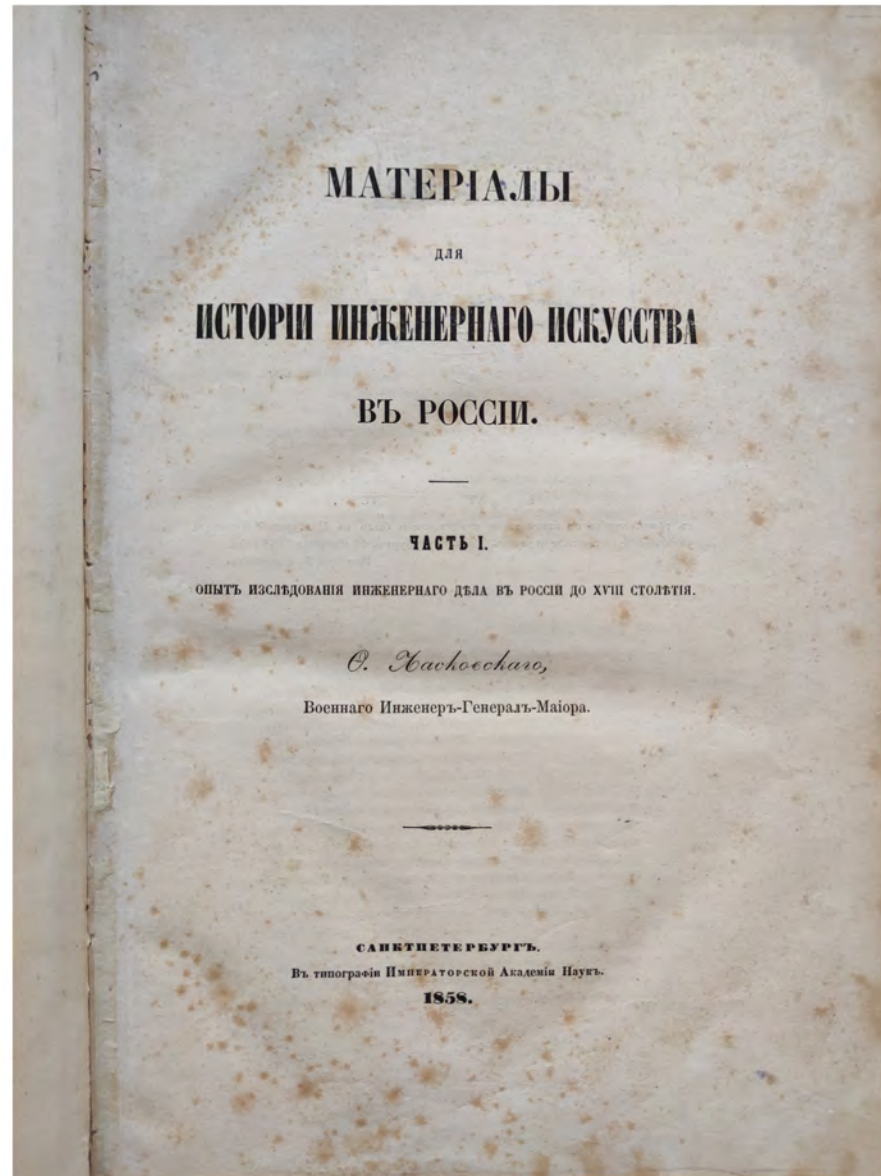 МАТЕРІАЛЫ
ДЛЯ
ИСТОРІИ ИНЖЕНЕРНАГО ИСКУССТВА
ВЪ РОССІИ.
ЧАСТЬ I.
ОПЫТЪ ИЗСЛѢДОВАНІЯ ИНЖЕНЕРНАГО ДѢЛА ВЪ РОССІИ ДО XVIII СТОЛѢТІЯ.
Ѳ. Ласковскаго,
Военнаго Инженеръ-Генералъ-Маіора.
САНКТПЕТЕРБУРГЪ.
Въ типографіи Императорской Академіи Наукъ.
1858.